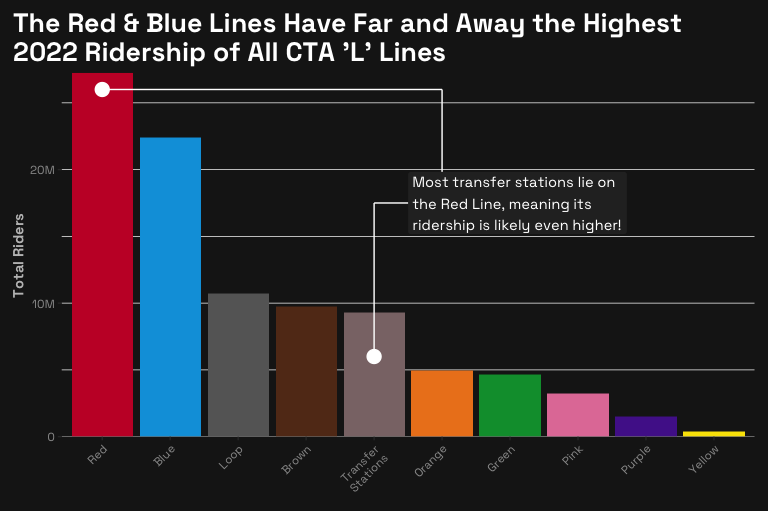 The Red & Blue Lines Have Far and Away the Highest
2022 Ridership of All CTA ’L’ Lines
Most transfer stations lie on
the Red Line, meaning its
ridership is likely even higher!
Total Riders
20M
10M
0
Red
Blue
Loop
Brown
Transfer
Stations
Orange
Green
Pink
Purple
Yellow